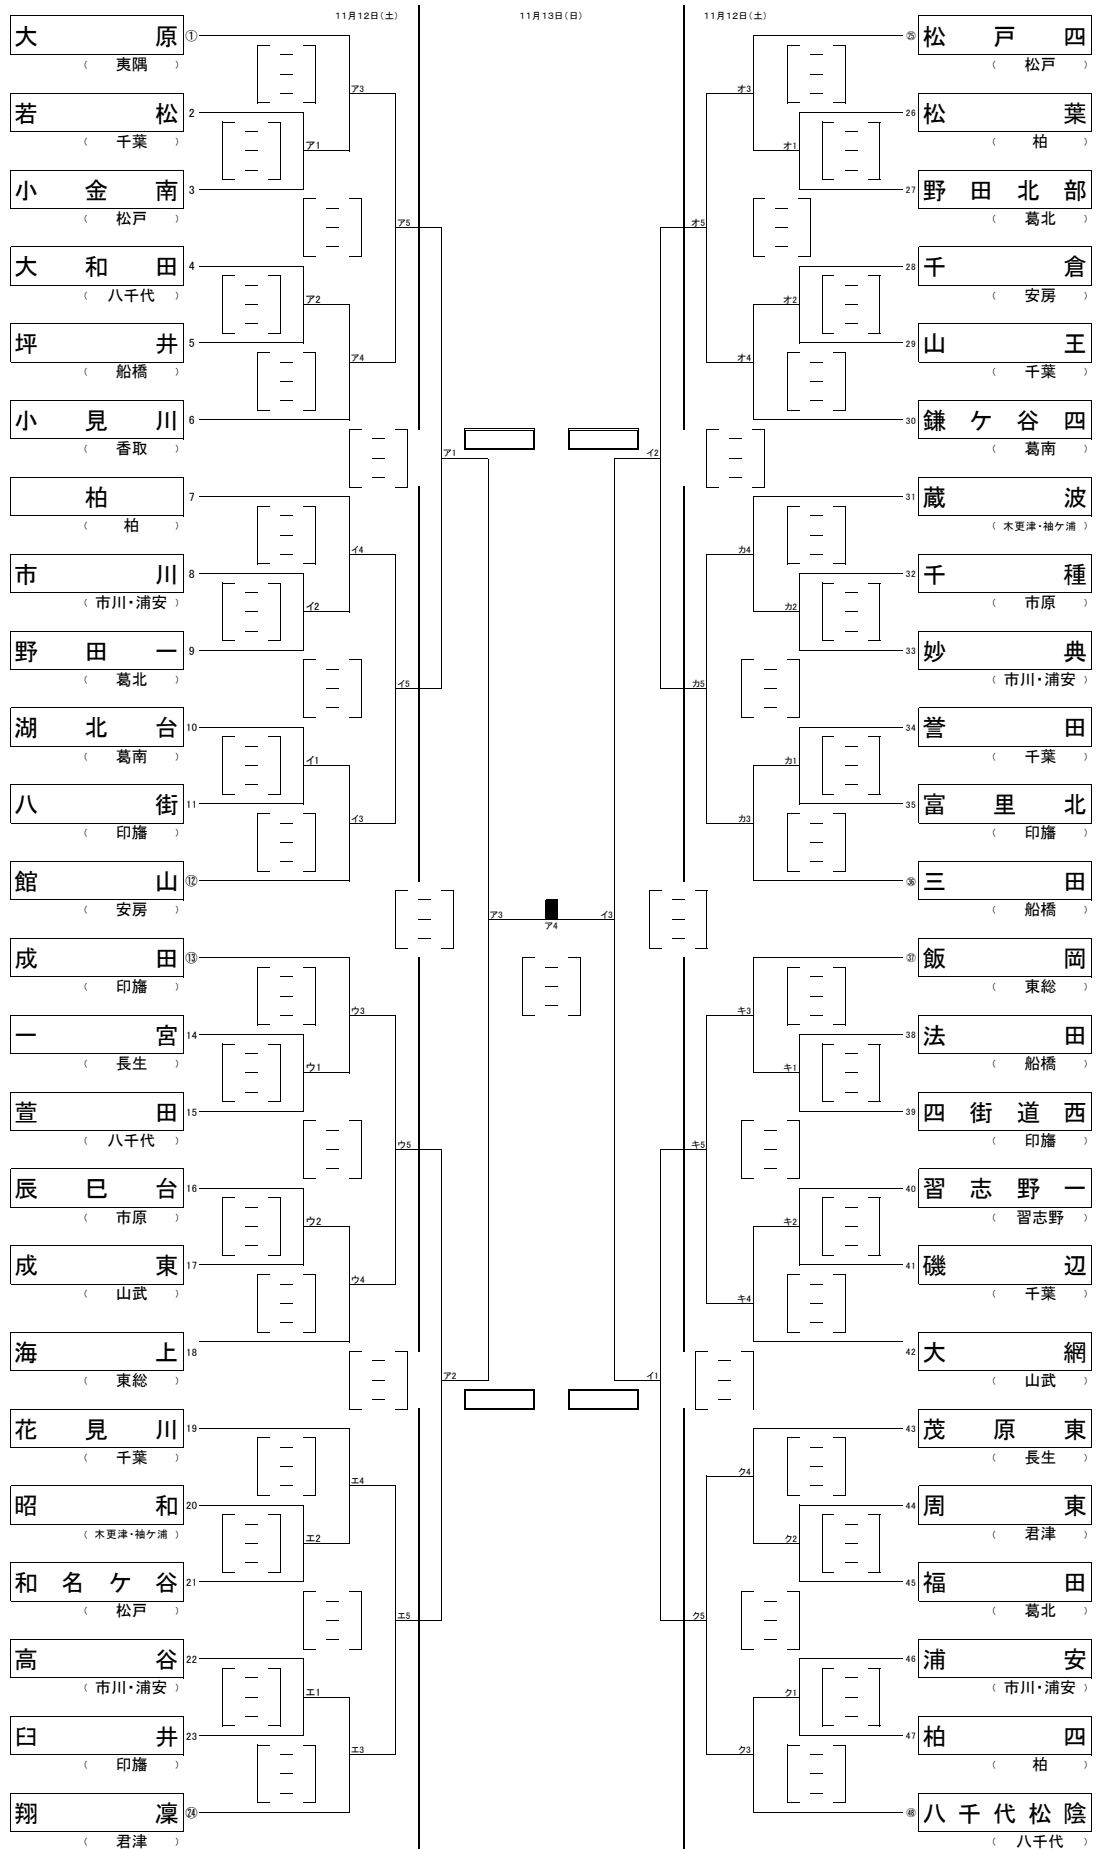 11月12日(土) 11月13日(日) 11月12日(土)
大原 ①
( 夷隅 )
ア3
若松 2
( 千葉 )
ア1
小金南 3
( 松戸 )
ア5
大和田 4
( 八千代 )
ア2
坪井 5
( 船橋 )
ア4
小見川 6
( 香取 )
ア1
柏 7
( 柏 )
イ4
市川 8
( 市川・浦安 )
イ2
野田一 9
( 葛北 )
イ5
湖北台 10
( 葛南 )
イ1
八街 11
( 印旛 )
イ3
館山 ⑫
( 安房 )
ア3
成田 ⑬
( 印旛 )
ウ3
一宮 14
( 長生 )
ウ1
萱田 15
( 八千代 )
ウ5
辰巳台 16
( 市原 )
ウ2
成東 17
( 山武 )
ウ4
海上 18
( 東総 )
ア2
花見川 19
( 千葉 )
エ4
昭和 20
( 木更津・袖ケ浦 )
エ2
和名ケ谷 21
( 松戸 )
エ5
高谷 22
( 市川・浦安 )
エ1
臼井 23
( 印旛 )
エ3
翔凜 ㉔
( 君津 )
ア4
㉕ 松戸四
( 松戸 )
オ3
26 松葉
( 柏 )
オ1
27 野田北部
( 葛北 )
オ5
28 千倉
( 安房 )
オ2
29 山王
( 千葉 )
オ4
30 鎌ケ谷四
( 葛南 )
イ2
31 蔵波
( 木更津・袖ケ浦 )
カ4
32 千種
( 市原 )
カ2
33 妙典
( 市川・浦安 )
カ5
34 誉田
( 千葉 )
カ1
35 富里北
( 印旛 )
カ3
㊱ 三田
( 船橋 )
イ3
㊲ 飯岡
( 東総 )
キ3
38 法田
( 船橋 )
キ1
39 四街道西
( 印旛 )
キ5
40 習志野一
( 習志野 )
キ2
41 磯辺
( 千葉 )
キ4
42 大網
( 山武 )
イ1
43 茂原東
( 長生 )
ク4
44 周東
( 君津 )
ク2
45 福田
( 葛北 )
ク5
46 浦安
( 市川・浦安 )
ク1
47 柏四
( 柏 )
ク3
㊽ 八千代松陰
( 八千代 )